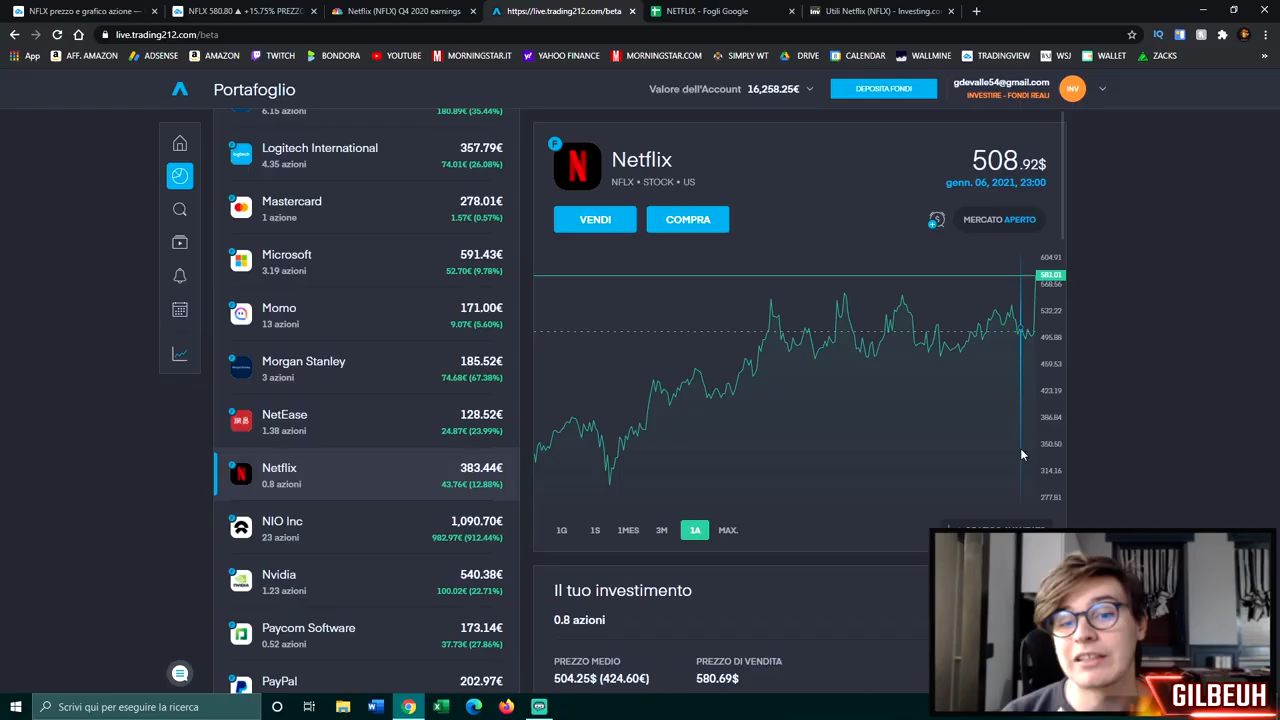 NFLX prezzo e grafico azione —
NFLX 580.80 ▲ +15.75% PREZZO
Netflix (NFLX) Q4 2020 earnings
https://live.trading212.com/beta
NETFLIX - Fogli Google
Utili Netflix (NFLX) - Investing.co
live.trading212.com/beta
App
AFF. AMAZON
ADSENSE
AMAZON
TWITCH
BONDORA
YOUTUBE
MORNINGSTAR.IT
YAHOO FINANCE
MORNINGSTAR.COM
SIMPLY WT
DRIVE
CALENDAR
WALLMINE
TRADINGVIEW
WSJ
WALLET
ZACKS
Portafoglio
Valore dell'Account 16,258.25€
DEPOSITA FONDI
gdevalle54@gmail.com
INVESTIRE - FONDI REALI
INV
6.15 azioni 180.89€ (35.44%)
Logitech International 357.79€
4.35 azioni 74.01€ (26.08%)
Mastercard 278.01€
1 azione 1.57€ (0.57%)
Microsoft 591.43€
3.19 azioni 52.70€ (9.78%)
Momo 171.00€
13 azioni 9.07€ (5.60%)
Morgan Stanley 185.52€
3 azioni 74.68€ (67.38%)
NetEase 128.52€
1.38 azioni 24.87€ (23.99%)
Netflix 383.44€
0.8 azioni 43.76€ (12.88%)
NIO Inc 1,090.70€
23 azioni 982.97€ (912.44%)
Nvidia 540.38€
1.23 azioni 100.02€ (22.71%)
Paycom Software 173.14€
0.52 azioni 37.73€ (27.86%)
PayPal 202.97€
F
Netflix
NFLX • STOCK • US
508.92$
genn. 06, 2021, 23:00
VENDI
COMPRA
MERCATO APERTO
604.91
581.01
568.56
532.22
495.88
459.53
423.19
386.84
350.50
314.16
277.81
1G 1S 1MES 3M 1A MAX.
Il tuo investimento
0.8 azioni
PREZZO MEDIO PREZZO DI VENDITA
504.25$ (424.60€) 580.69$
GILBEUH
Scrivi qui per eseguire la ricerca